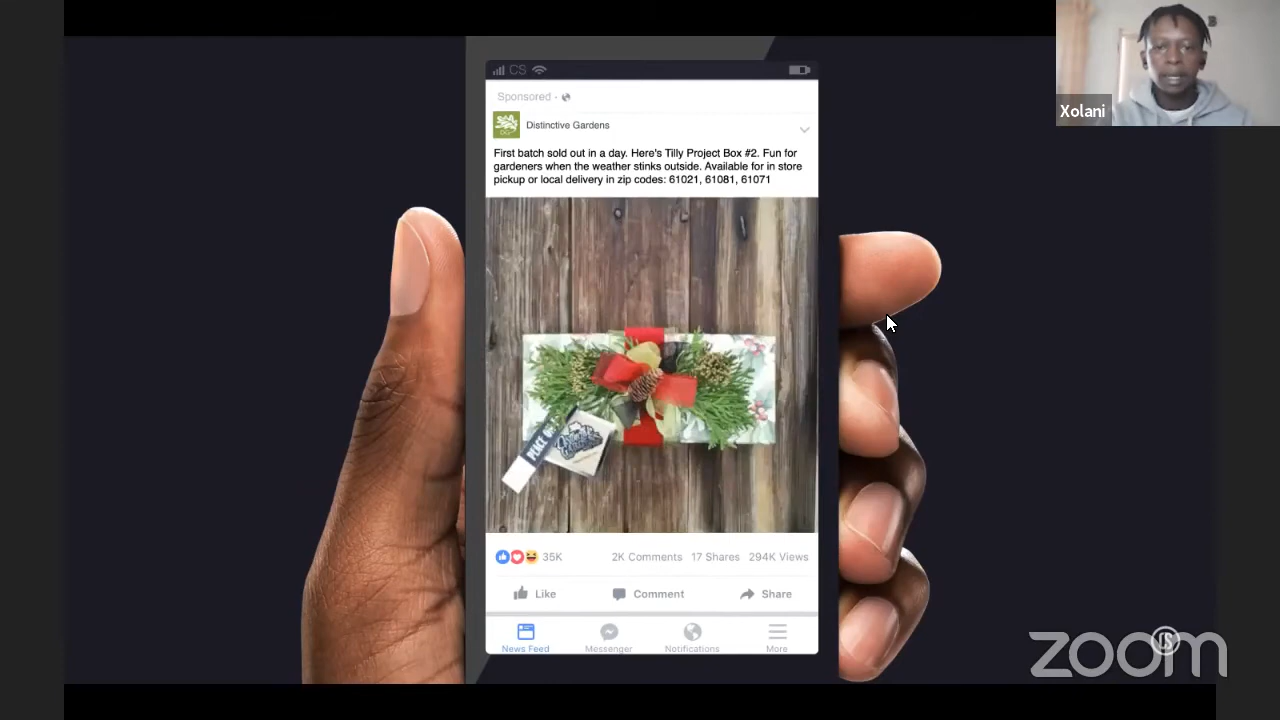 CS
Sponsored ·
Distinctive Gardens
First batch sold out in a day. Here's Tilly Project Box #2. Fun for
gardeners when the weather stinks outside. Available for in store
pickup or local delivery in zip codes: 61021, 61081, 61071
35K
2K Comments 17 Shares 294K Views
Like
Comment
Share
News Feed
Messenger
Notifications
More
Xolani
zoom
CS